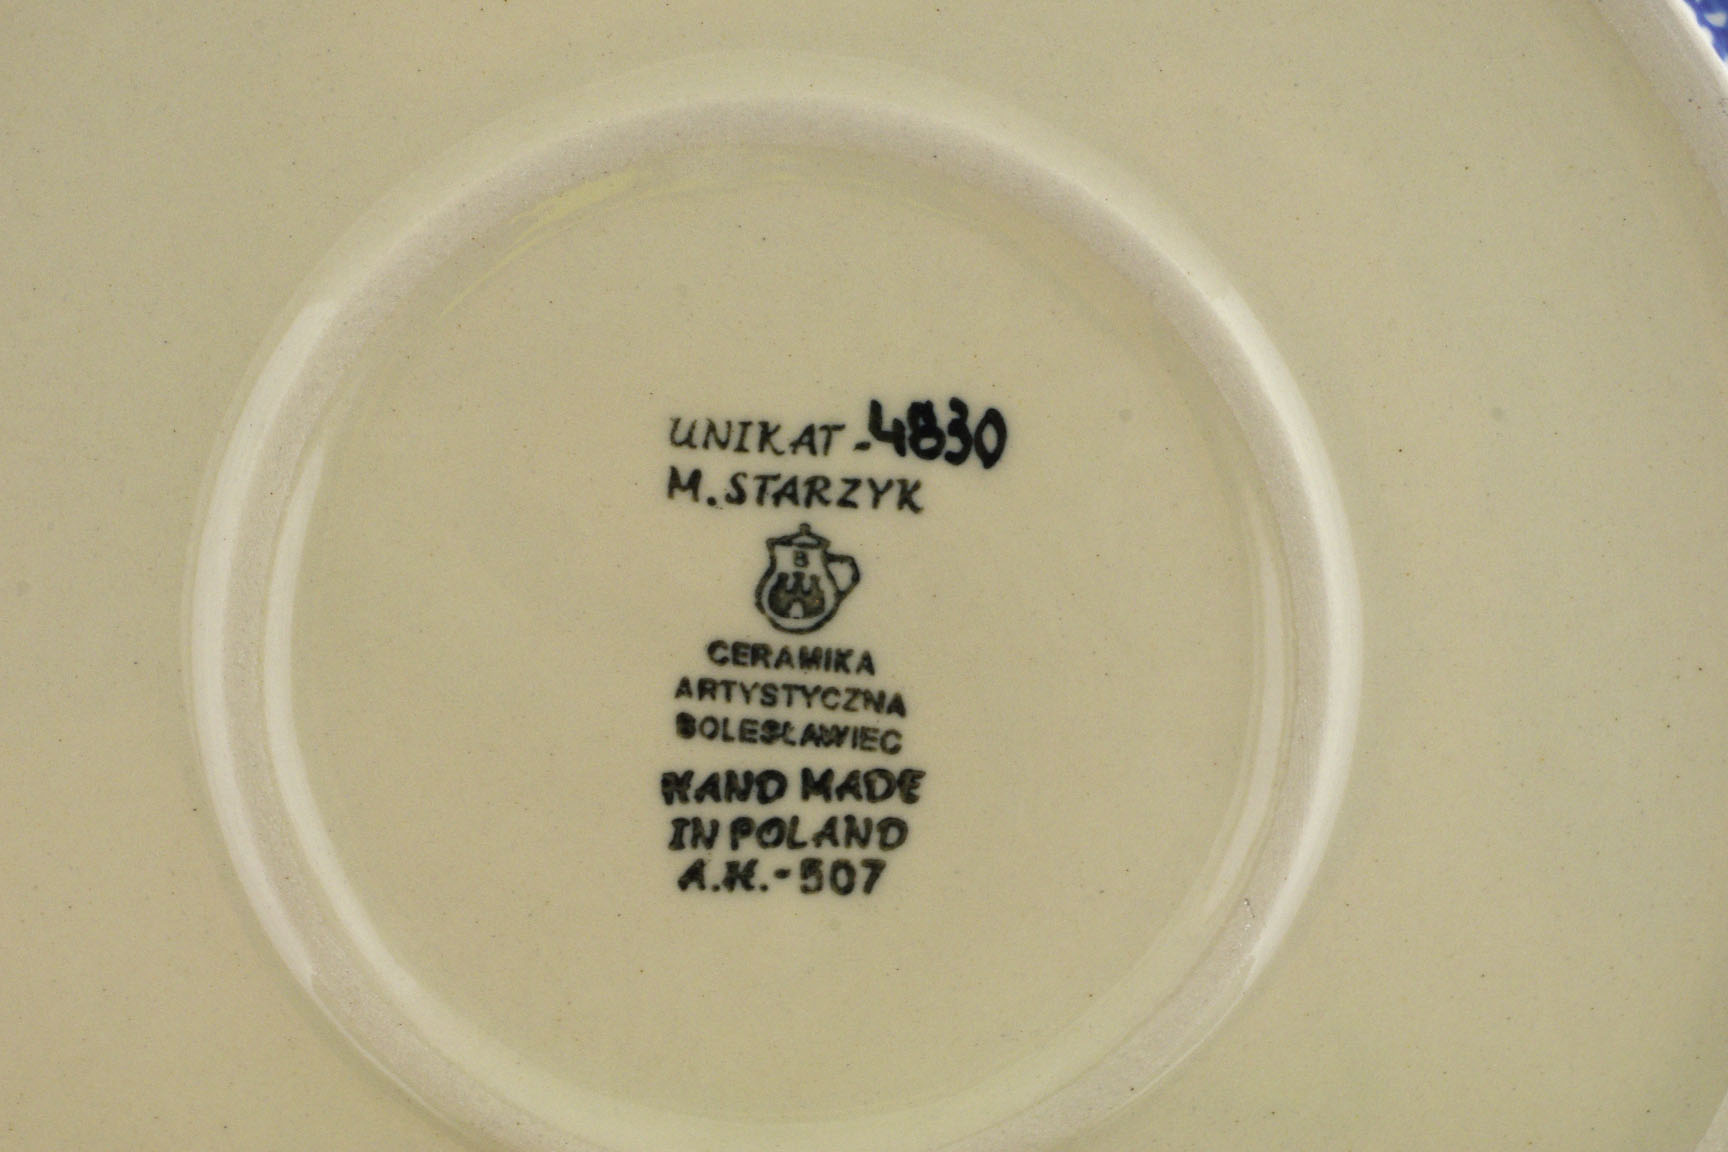 UNIKAT-4830
M.STARZYK
B
CERAMIKA
ARTYSTYCZNA
BOLESŁAWIEC
HAND MADE
IN POLAND
A.H.-507